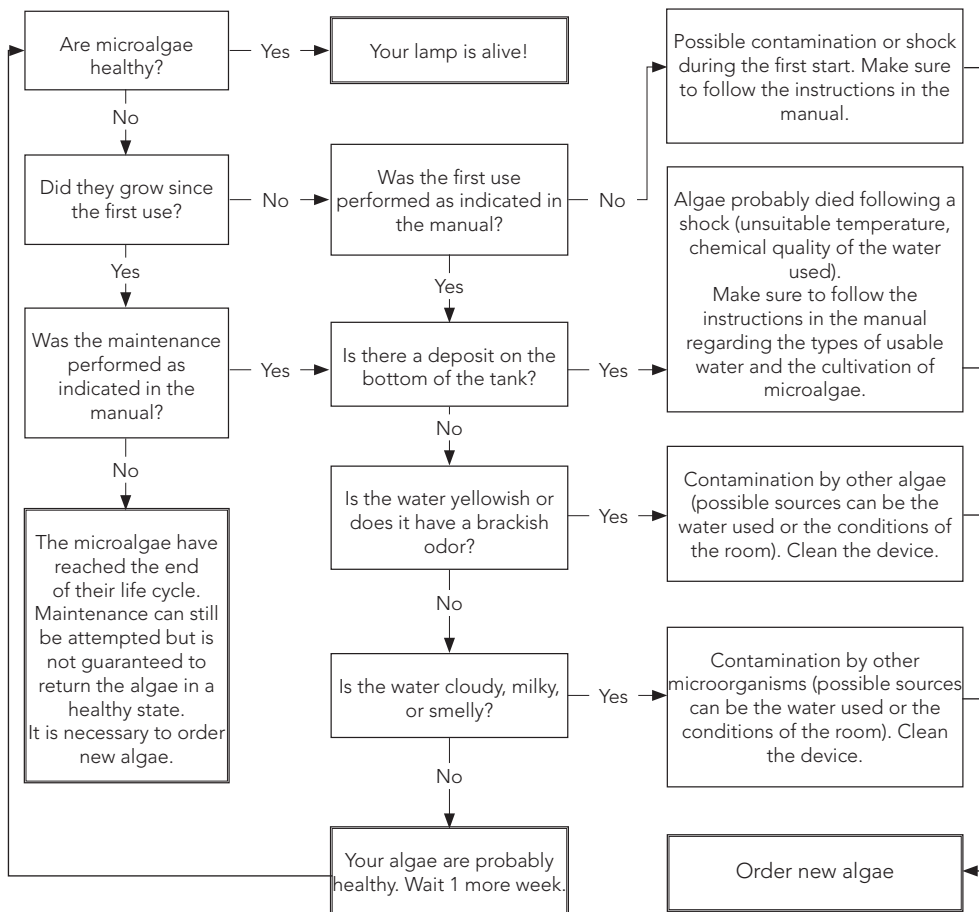 Are microalgae
healthy?
Yes
Your lamp is alive!
Possible contamination or shock
during the first start. Make sure
to follow the instructions in the
manual.
No
Did they grow since
the first use?
No
Was the first use
performed as indicated in
the manual?
No
Algae probably died following a
shock (unsuitable temperature,
chemical quality of the water
used).
Make sure to follow the
instructions in the manual
regarding the types of usable
water and the cultivation of
microalgae.
Yes
Yes
Was the maintenance
performed as
indicated in the
manual?
Yes
Is there a deposit on the
bottom of the tank?
Yes
No
No
The microalgae have
reached the end
of their life cycle.
Maintenance can still
be attempted but is
not guaranteed to
return the algae in a
healthy state.
It is necessary to order
new algae.
Is the water yellowish or
does it have a brackish
odor?
Yes
Contamination by other algae
(possible sources can be the
water used or the conditions of
the room). Clean the device.
No
Is the water cloudy, milky,
or smelly?
Yes
Contamination by other
microorganisms (possible sources
can be the water used or the
conditions of the room). Clean
the device.
No
Your algae are probably
healthy. Wait 1 more week.
Order new algae